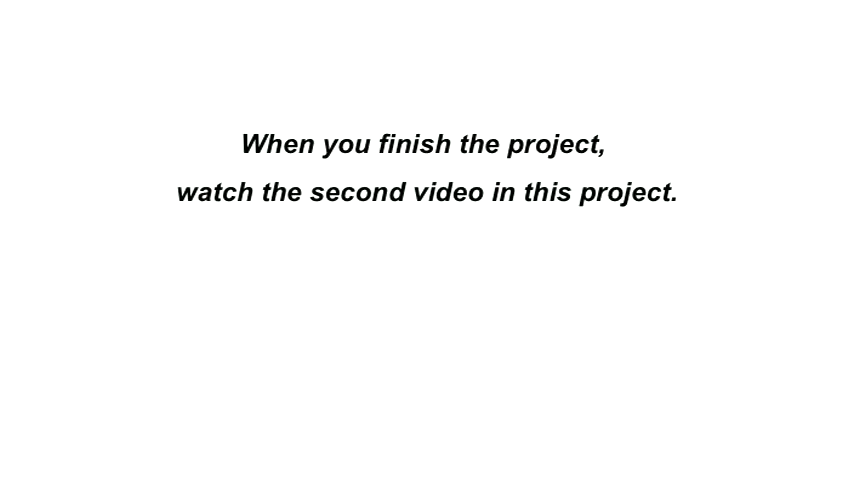 When you finish the project,
watch the second video in this project.